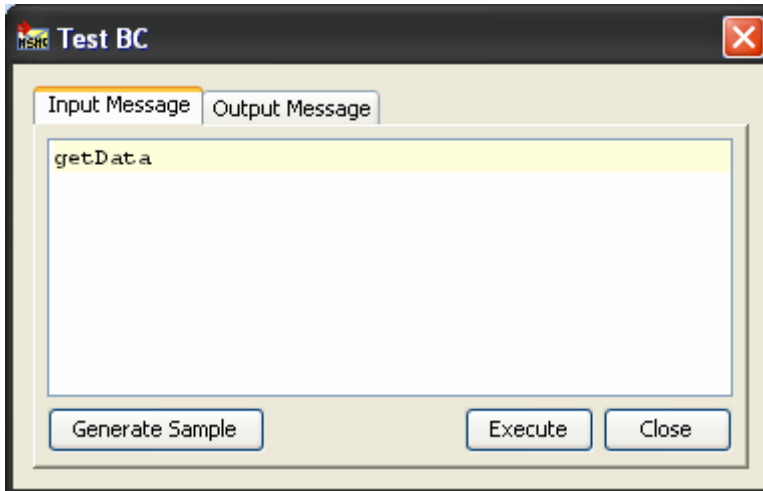 Test BC
Input Message Output Message
getData
Generate Sample Execute Close